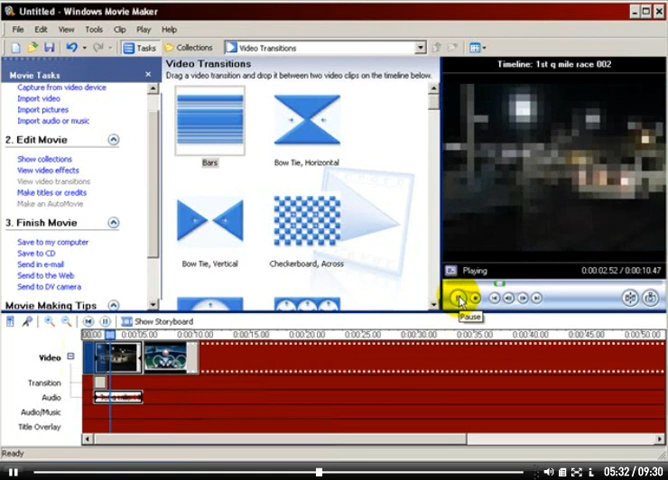 Untitled - Windows Movie Maker
File Edit View Tools Clip Play Help
Tasks Collections Video Transitions
Movie Tasks
Capture from video device
Import video
Import pictures
Import audio or music
2. Edit Movie
Show collections
View video effects
View video transitions
Make titles or credits
Make an AutoMovie
3. Finish Movie
Save to my computer
Save to CD
Send in e-mail
Send to the Web
Send to DV camera
Movie Making Tips
Video Transitions
Drag a video transition and drop it between two video clips on the timeline below.
Bars
Bow Tie, Horizontal
Bow Tie, Vertical
Checkerboard, Across
Timeline: 1st q mile race 002
Playing 0:00:02.52 / 0:00:10.47
Pause
Show Storyboard
0:00:05.00 0:00:10.00 0:00:15.00 0:00:20.00 0:00:25.00 0:00:30.00 0:00:35.00 0:00:40.00 0:00:45.00 0:00:50.00
Video
Transition
Audio
Audio/Music
Title Overlay
Ready
05:32 / 09:30